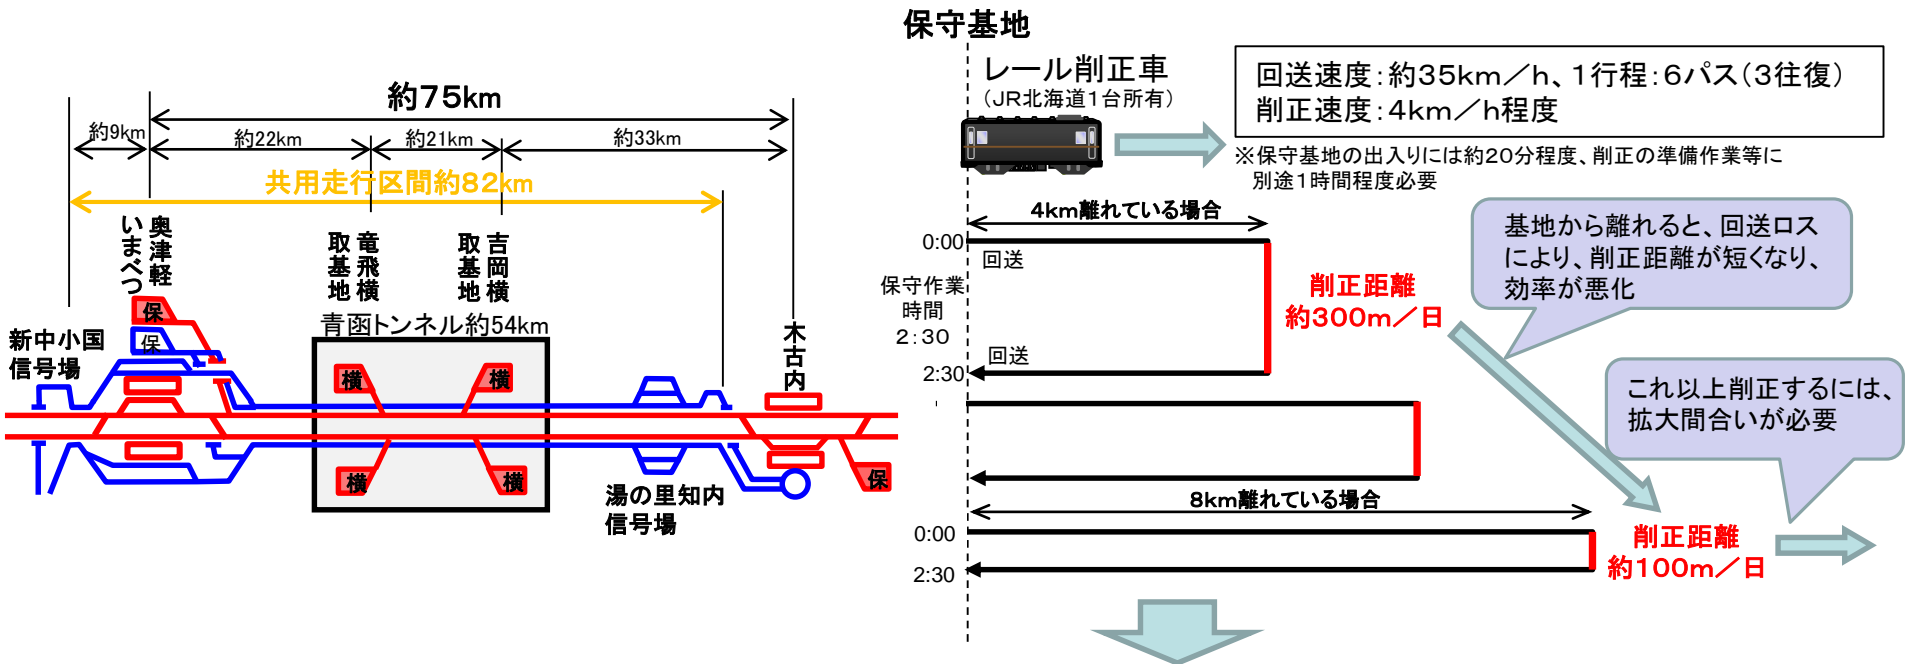 約75km
約9km
約22km
約21km
約33km
共用走行区間約82km
奥津軽
いまべつ
竜飛横
取基地
吉岡横
取基地
保
保
新中小国
信号場
青函トンネル約54km
木古内
横
横
横
横
保
湯の里知内
信号場
保守基地
レール削正車
(JR北海道1台所有)
回送速度:約35km/h、1行程:6パス(3往復)
削正速度:4km/h程度
※保守基地の出入りには約20分程度、削正の準備作業等に
別途1時間程度必要
4km離れている場合
0:00
回送
保守作業
時間
2:30
回送
2:30
削正距離
約300m/日
基地から離れると、回送ロス
により、削正距離が短くなり、
効率が悪化
これ以上削正するには、
拡大間合いが必要
8km離れている場合
0:00
2:30
削正距離
約100m/日